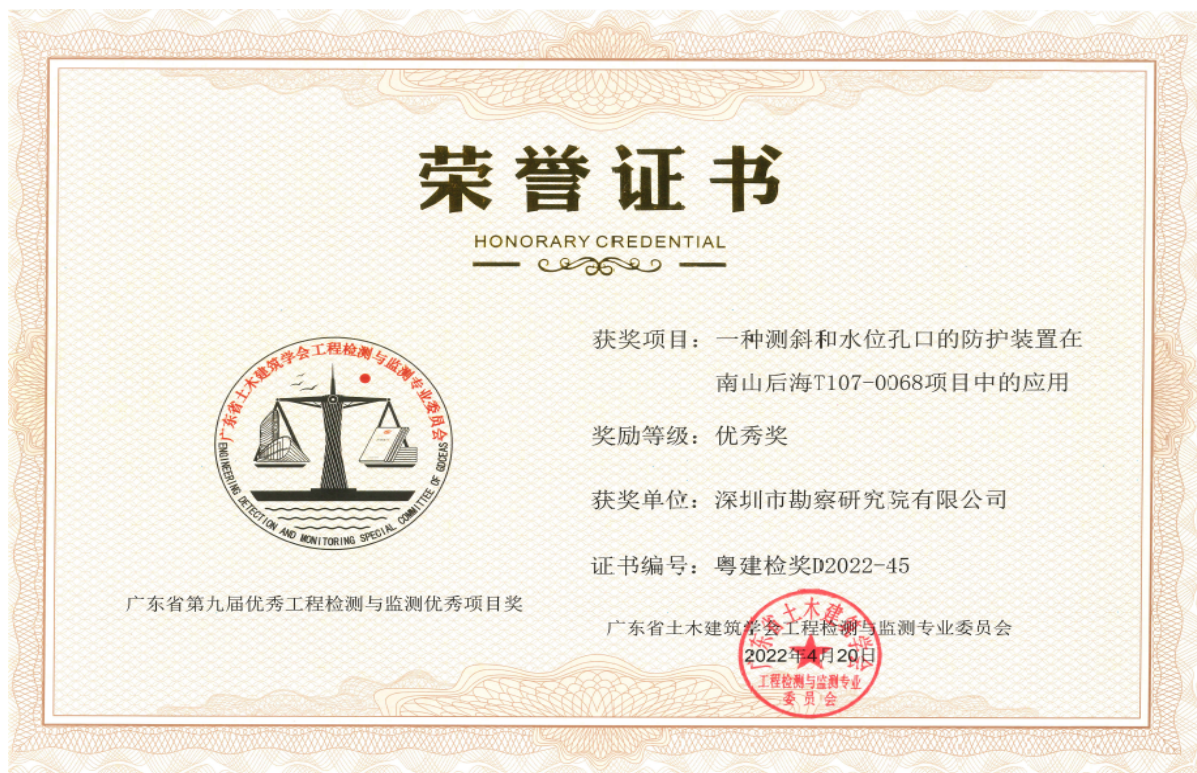 荣誉证书
HONORARY CREDENTIAL
广东省土木建筑学会工程检测与监测专业委员会
ENGINEERING DETECTION AND MONITORING SPECIAL COMMITTEE OF GDCEAS
广东省第九届优秀工程检测与监测优秀项目奖
获奖项目：一种测斜和水位孔口的防护装置在
南山后海T107-0068项目中的应用
奖励等级：优秀奖
获奖单位：深圳市勘察研究院有限公司
证书编号：粤建检奖D2022-45
广东省土木建筑学会工程检测与监测专业委员会
2022年4月20日
广东省土木建筑学会
工程检测与监测专业
委员会